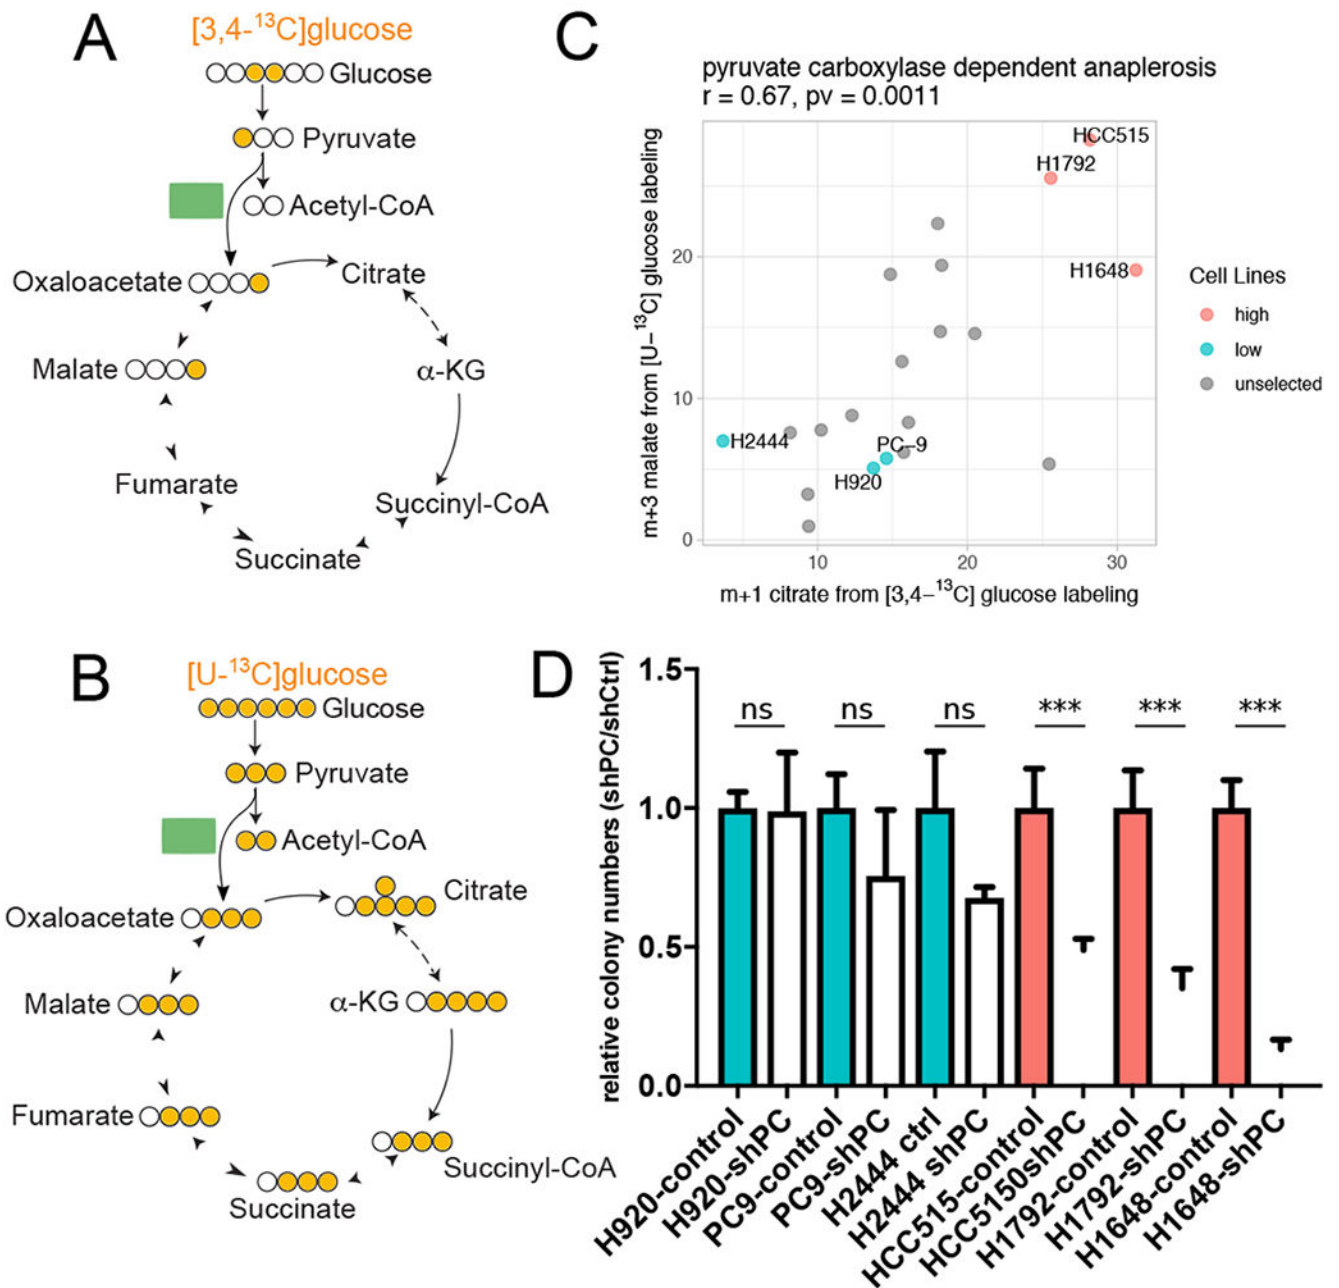 A
[3,4-¹³C]glucose
Glucose
Pyruvate
Acetyl-CoA
Oxaloacetate
Citrate
Malate
α-KG
Fumarate
Succinyl-CoA
Succinate
C
pyruvate carboxylase dependent anaplerosis
r = 0.67, pv = 0.0011
m+3 malate from [U-¹³C] glucose labeling
20
10
0
HCC515
H1792
H1648
H2444
PC-9
H920
10
20
30
m+1 citrate from [3,4-¹³C] glucose labeling
Cell Lines
high
low
unselected
B
[U-¹³C]glucose
Glucose
Pyruvate
Acetyl-CoA
Oxaloacetate
Citrate
Malate
α-KG
Fumarate
Succinyl-CoA
Succinate
D
relative colony numbers (shPC/shCtrl)
1.5
1.0
0.5
0.0
ns
ns
ns
***
***
***
H920-control
H920-shPC
PC9-control
PC9-shPC
H2444 ctrl
H2444 shPC
HCC515-control
HCC5150shPC
H1792-control
H1792-shPC
H1648-control
H1648-shPC